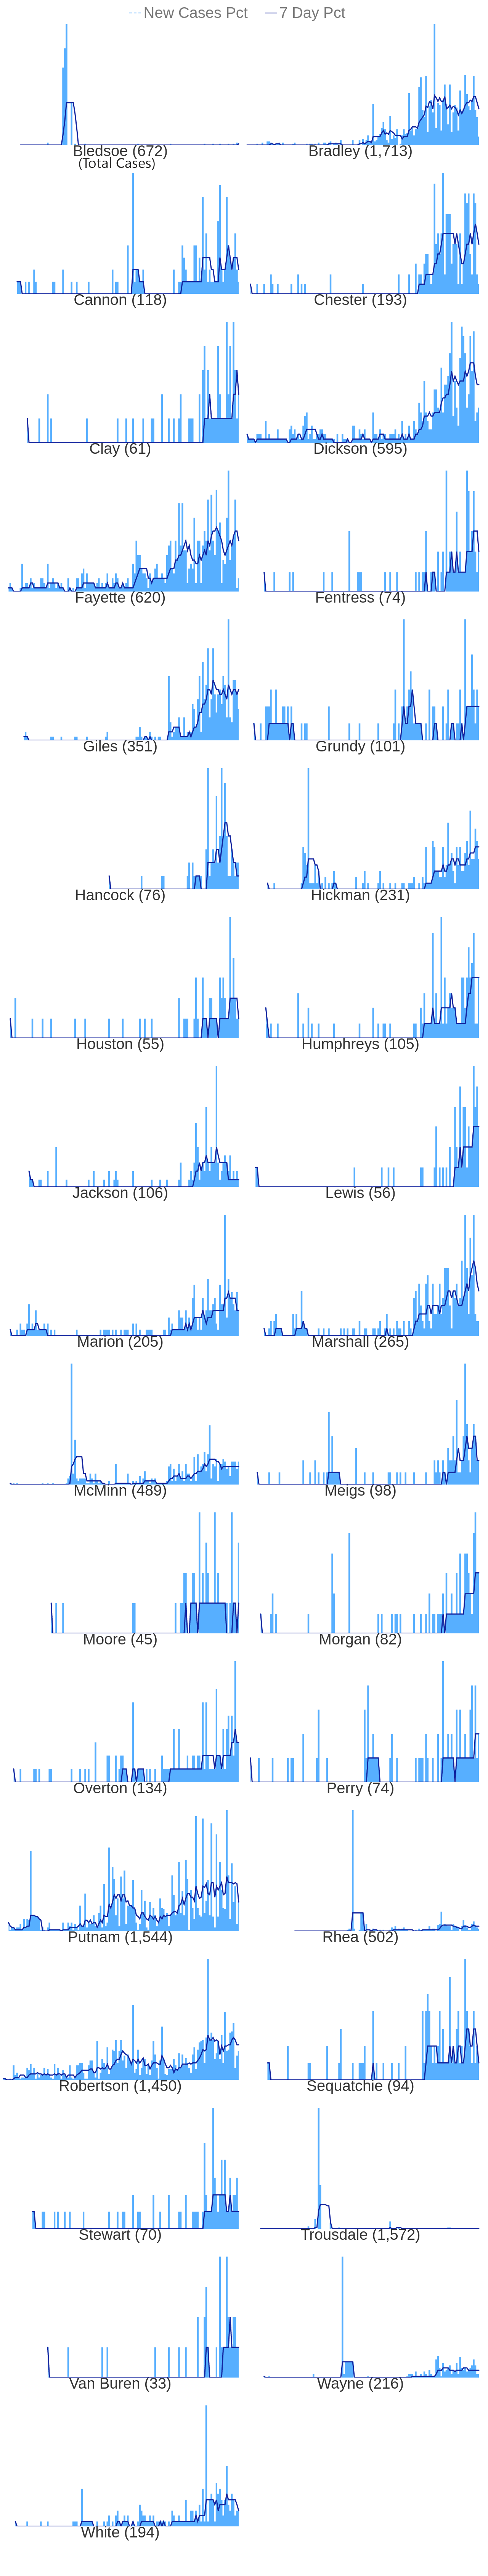 New Cases Pct 7 Day Pct
Bledsoe (672) Bradley (1,713)
(Total Cases)
Cannon (118) Chester (193)
Clay (61) Dickson (595)
Fayette (620) Fentress (74)
Giles (351) Grundy (101)
Hancock (76) Hickman (231)
Houston (55) Humphreys (105)
Jackson (106) Lewis (56)
Marion (205) Marshall (265)
McMinn (489) Meigs (98)
Moore (45) Morgan (82)
Overton (134) Perry (74)
Putnam (1,544) Rhea (502)
Robertson (1,450) Sequatchie (94)
Stewart (70) Trousdale (1,572)
Van Buren (33) Wayne (216)
White (194)